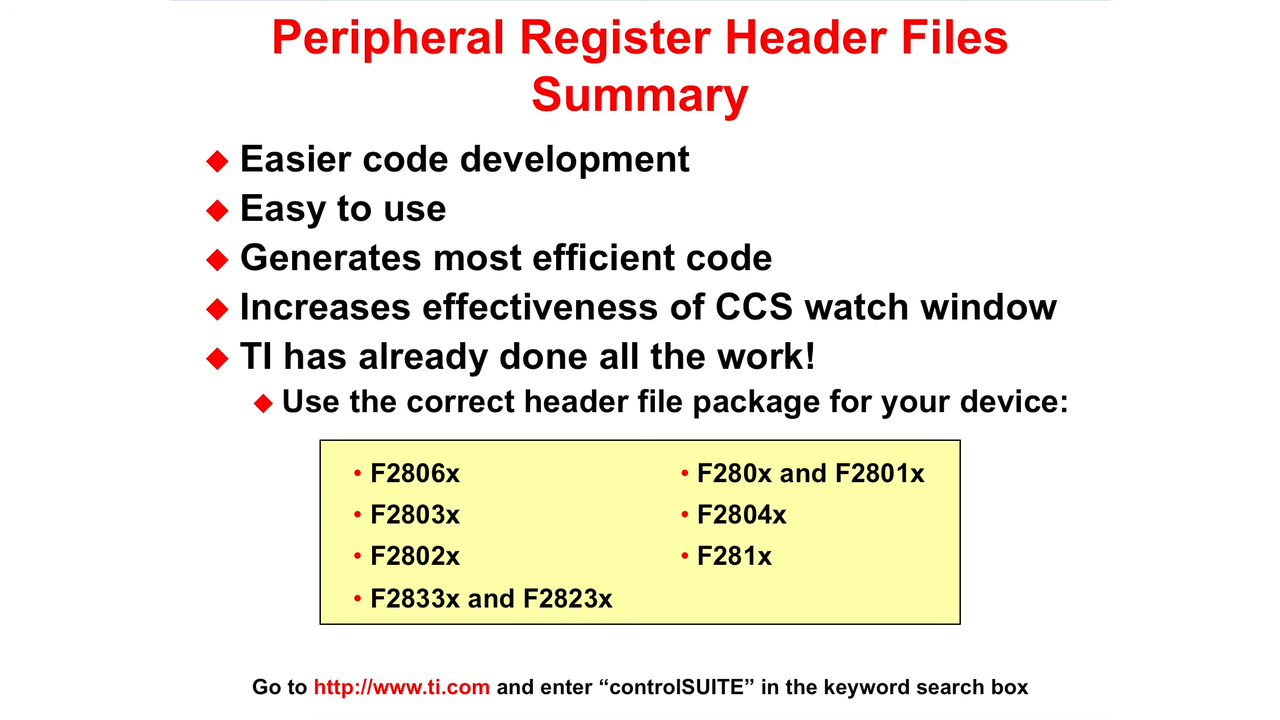 Peripheral Register Header Files
Summary
◆ Easier code development
◆ Easy to use
◆ Generates most efficient code
◆ Increases effectiveness of CCS watch window
◆ TI has already done all the work!
◆ Use the correct header file package for your device:
• F2806x
• F2803x
• F2802x
• F2833x and F2823x
• F280x and F2801x
• F2804x
• F281x
Go to http://www.ti.com and enter “controlSUITE” in the keyword search box